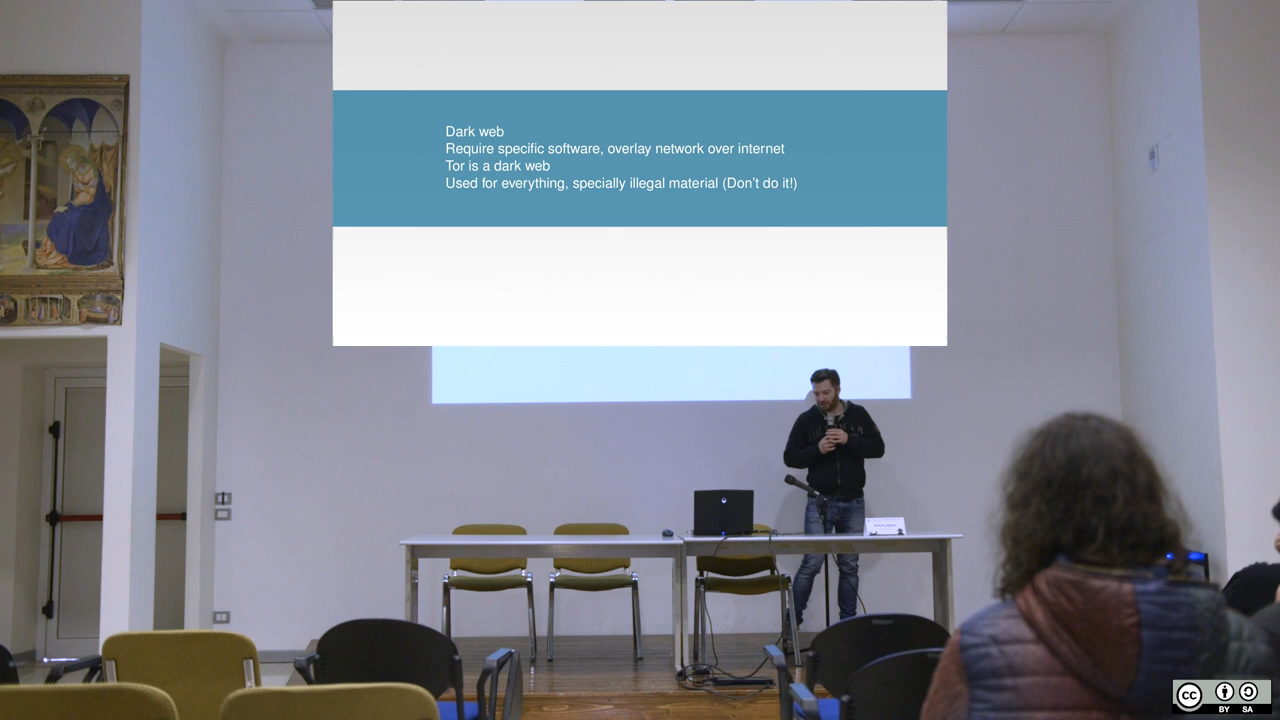 Dark web
Require specific software, overlay network over internet
Tor is a dark web
Used for everything, specially illegal material (Don't do it!)
CC BY SA